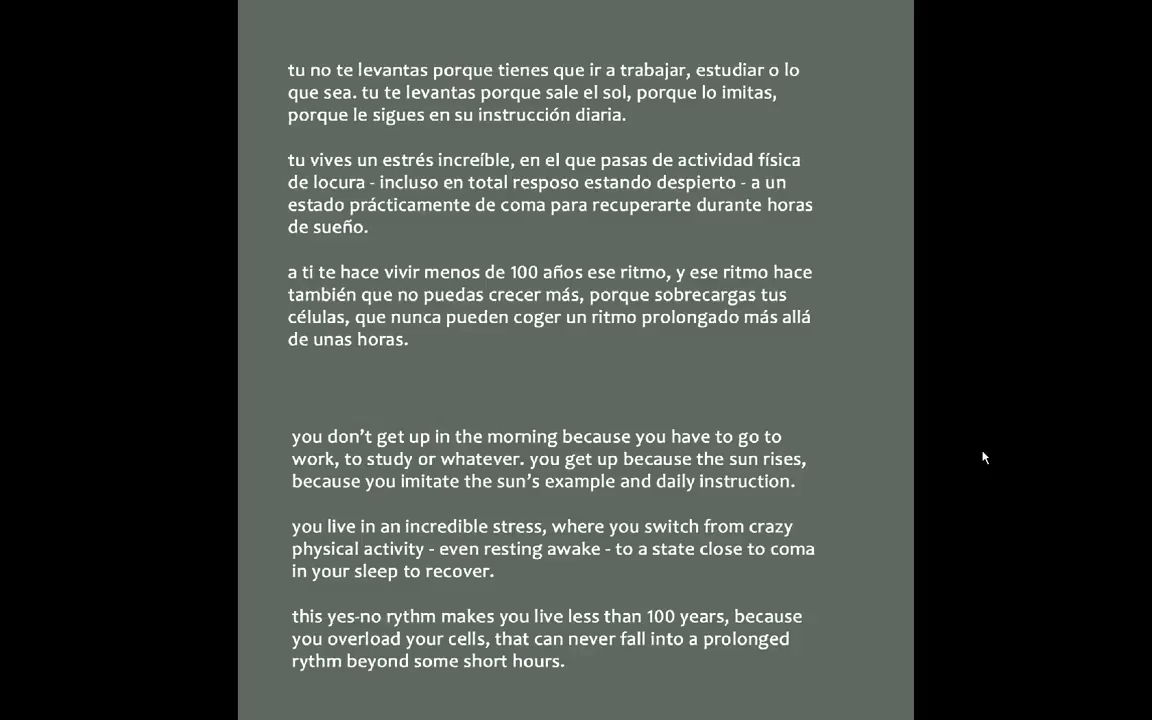 tu no te levantas porque tienes que ir a trabajar, estudiar o lo
que sea. tu te levantas porque sale el sol, porque lo imitas,
porque le sigues en su instrucción diaria.
tu vives un estrés increíble, en el que pasas de actividad física
de locura - incluso en total resposo estando despierto - a un
estado prácticamente de coma para recuperarte durante horas
de sueño.
a ti te hace vivir menos de 100 años ese ritmo, y ese ritmo hace
también que no puedas crecer más, porque sobrecargas tus
células, que nunca pueden coger un ritmo prolongado más allá
de unas horas.
you don't get up in the morning because you have to go to
work, to study or whatever. you get up because the sun rises,
because you imitate the sun's example and daily instruction.
you live in an incredible stress, where you switch from crazy
physical activity - even resting awake - to a state close to coma
in your sleep to recover.
this yes-no rythm makes you live less than 100 years, because
you overload your cells, that can never fall into a prolonged
rythm beyond some short hours.